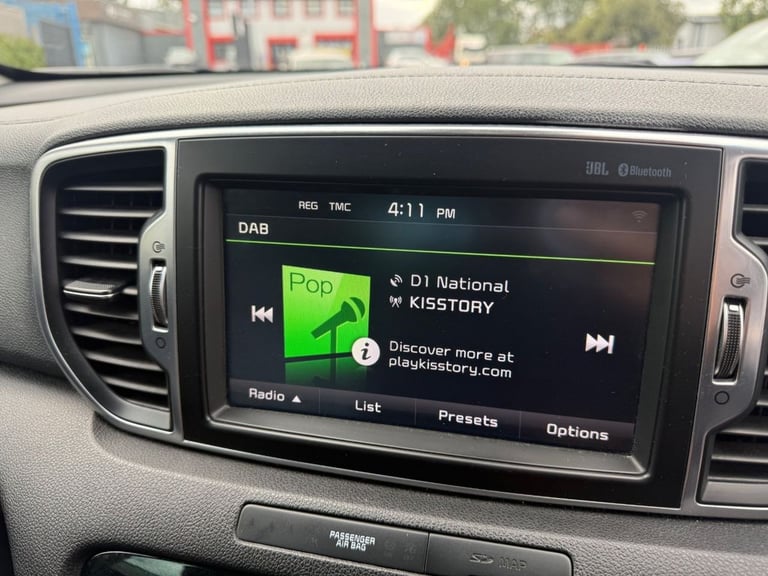 JBL Bluetooth
REG TMC 4:11 PM
DAB
Pop
D1 National
KISSTORY
i
Discover more at
playkisstory.com
Radio ▲ List Presets Options
PASSENGER
AIR BAG
SD MAP